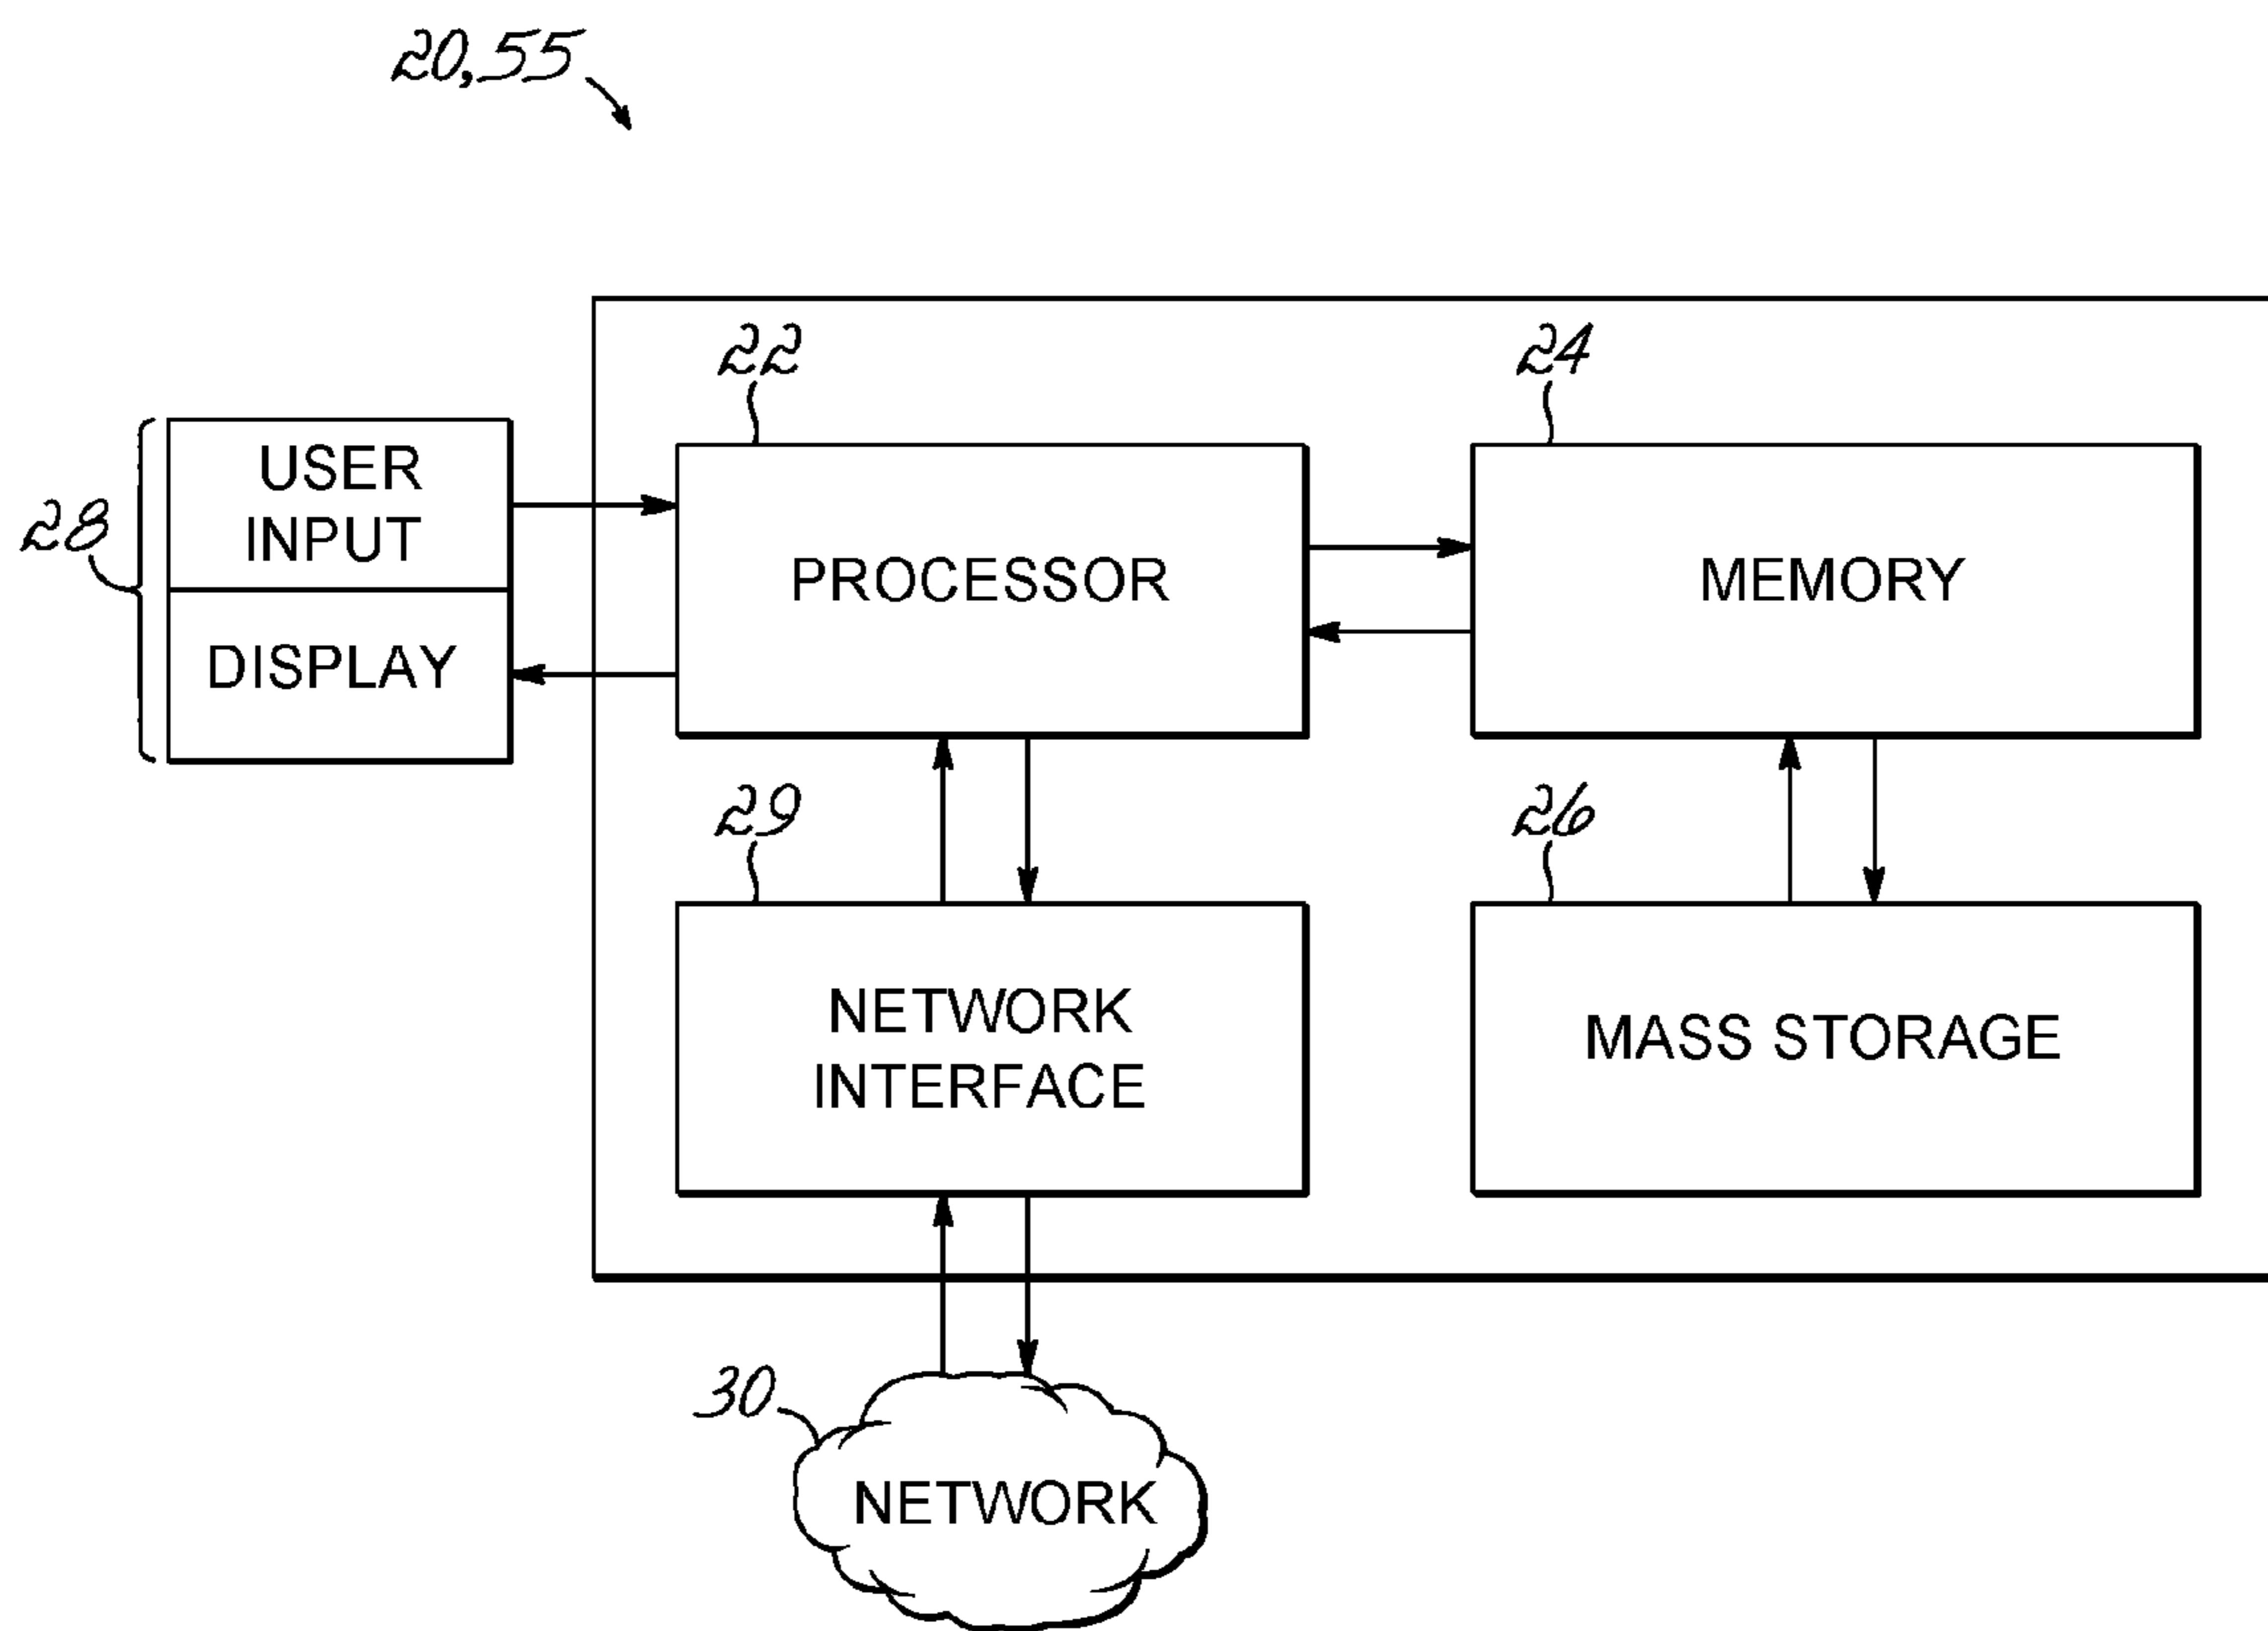 20,55
22
24
USER
INPUT
28
PROCESSOR
MEMORY
DISPLAY
29
26
NETWORK
INTERFACE
MASS STORAGE
30
NETWORK